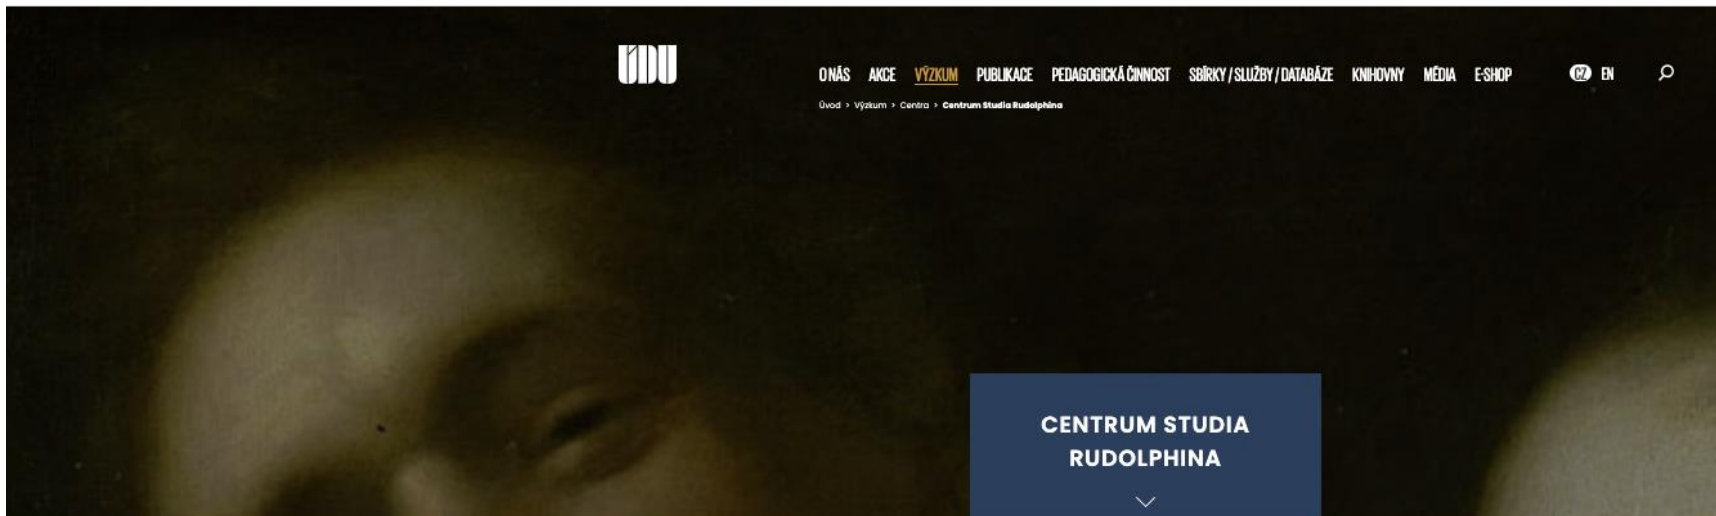 ÚDU
O NÁS AKCE VÝZKUM PUBLIKACE PEDAGOGICKÁ ČINNOST SBÍRKY / SLUŽBY / DATABÁZE KNIHOVNY MÉDIA E-SHOP CZ EN
Úvod > Výzkum > Centra > Centrum Studia Rudolphina
CENTRUM STUDIA
RUDOLPHINA